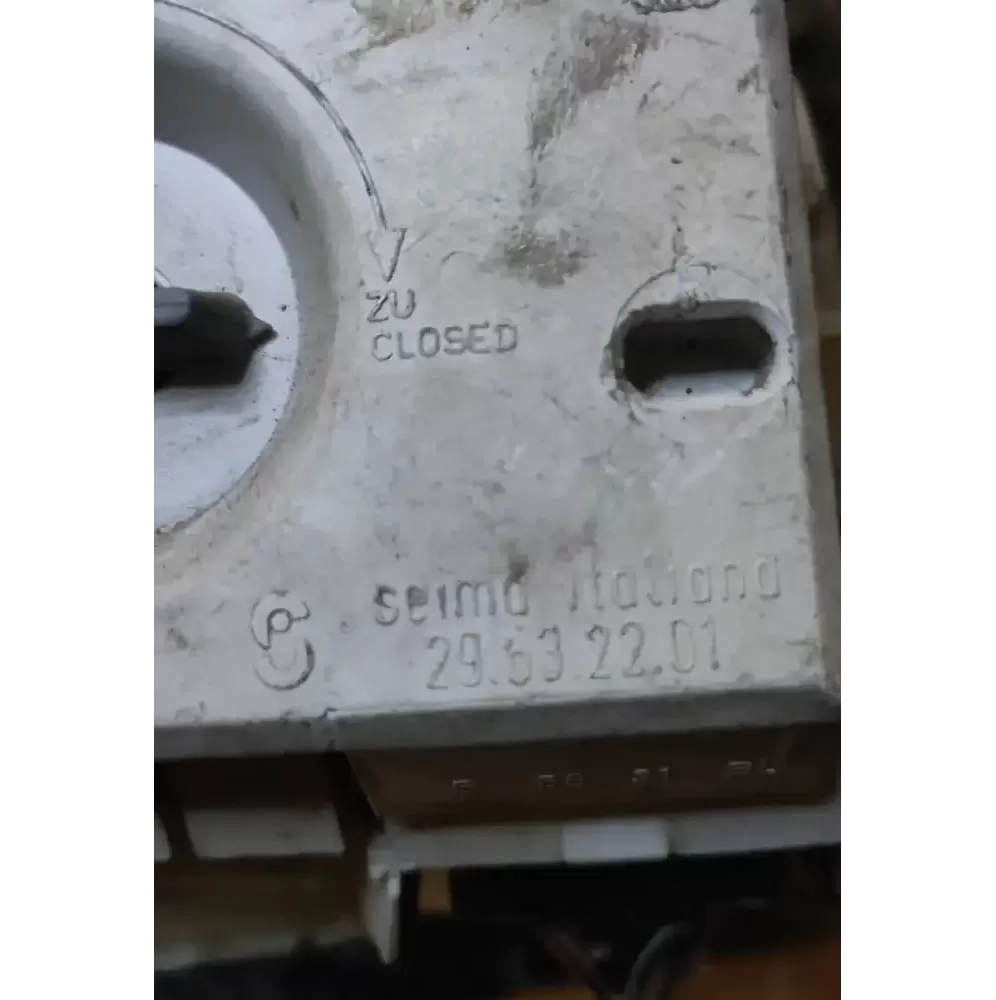 ZU
CLOSED
seima italiana
29.63.22.01